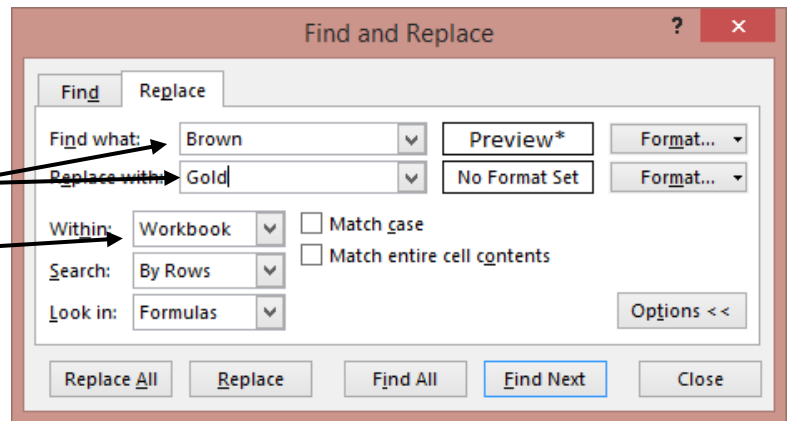 Find and Replace ? ×
Find Replace
Find what: Brown Preview* Format...
Replace with: Gold No Format Set Format...
Within: Workbook Match case
Match entire cell contents
Search: By Rows
Look in: Formulas Options <<
Replace All Replace Find All Find Next Close